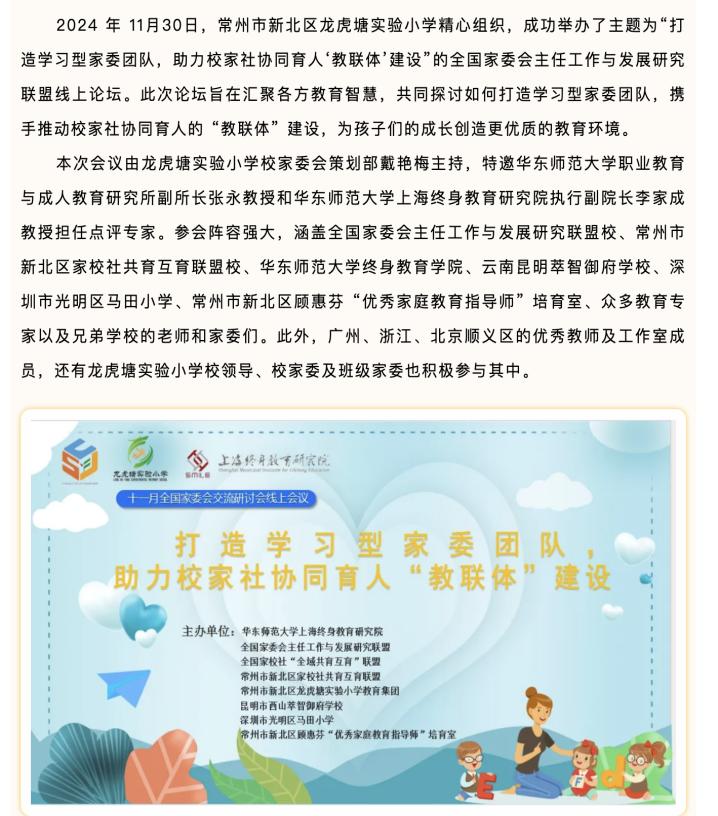 2024 年 11月30日，常州市新北区龙虎塘实验小学精心组织，成功举办了主题为“打
造学习型家委团队，助力校家社协同育人‘教联体’建设”的全国家委会主任工作与发展研究
联盟线上论坛。此次论坛旨在汇聚各方教育智慧，共同探讨如何打造学习型家委团队，携
手推动校家社协同育人的“教联体”建设，为孩子们的成长创造更优质的教育环境。
本次会议由龙虎塘实验小学校家委会策划部戴艳梅主持，特邀华东师范大学职业教育
与成人教育研究所副所长张永教授和华东师范大学上海终身教育研究院执行副院长李家成
教授担任点评专家。参会阵容强大，涵盖全国家委会主任工作与发展研究联盟校、常州市
新北区家校社共育互育联盟校、华东师范大学终身教育学院、云南昆明萃智御府学校、深
圳市光明区马田小学、常州市新北区顾惠芬“优秀家庭教育指导师”培育室、众多教育专
家以及兄弟学校的老师和家委们。此外，广州、浙江、北京顺义区的优秀教师及工作室成
员，还有龙虎塘实验小学校领导、校家委及班级家委也积极参与其中。
龙虎塘实验小学
SMILE
上海终身教育研究院
Shanghai Municipal Institute for Lifelong Education
十一月全国家委会交流研讨会线上会议
打造学习型家委团队，
助力校家社协同育人“教联体”建设
主办单位：华东师范大学上海终身教育研究院
全国家委会主任工作与发展研究联盟
全国家校社“全域共育互育”联盟
常州市新北区家校社共育互育联盟
常州市新北区龙虎塘实验小学教育集团
昆明市西山萃智御府学校
深圳市光明区马田小学
常州市新北区顾惠芬“优秀家庭教育指导师”培育室
E
F
d